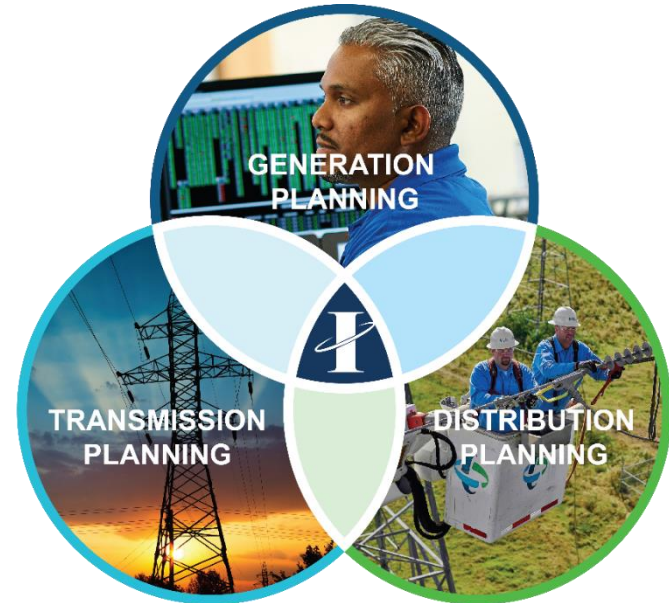 GENERATION
PLANNING
I
TRANSMISSION
PLANNING
DISTRIBUTION
PLANNING